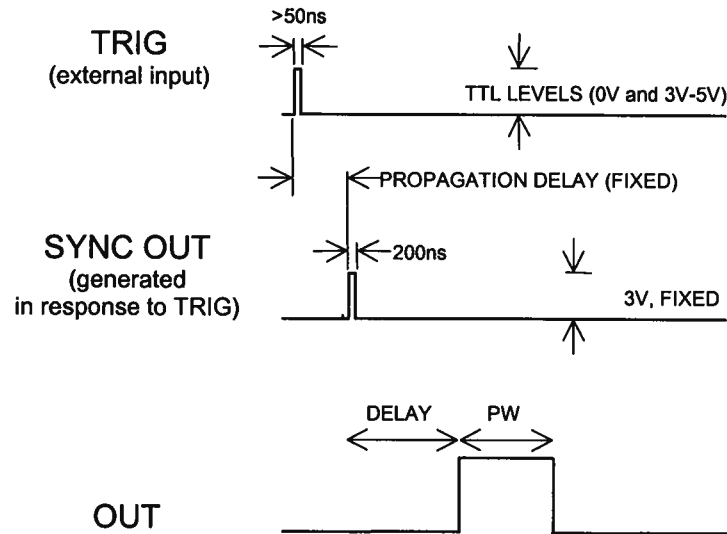 >50ns
TRIG
(external input)
TTL LEVELS (0V and 3V-5V)
PROPAGATION DELAY (FIXED)
SYNC OUT
(generated
in response to TRIG)
200ns
3V, FIXED
DELAY
PW
OUT